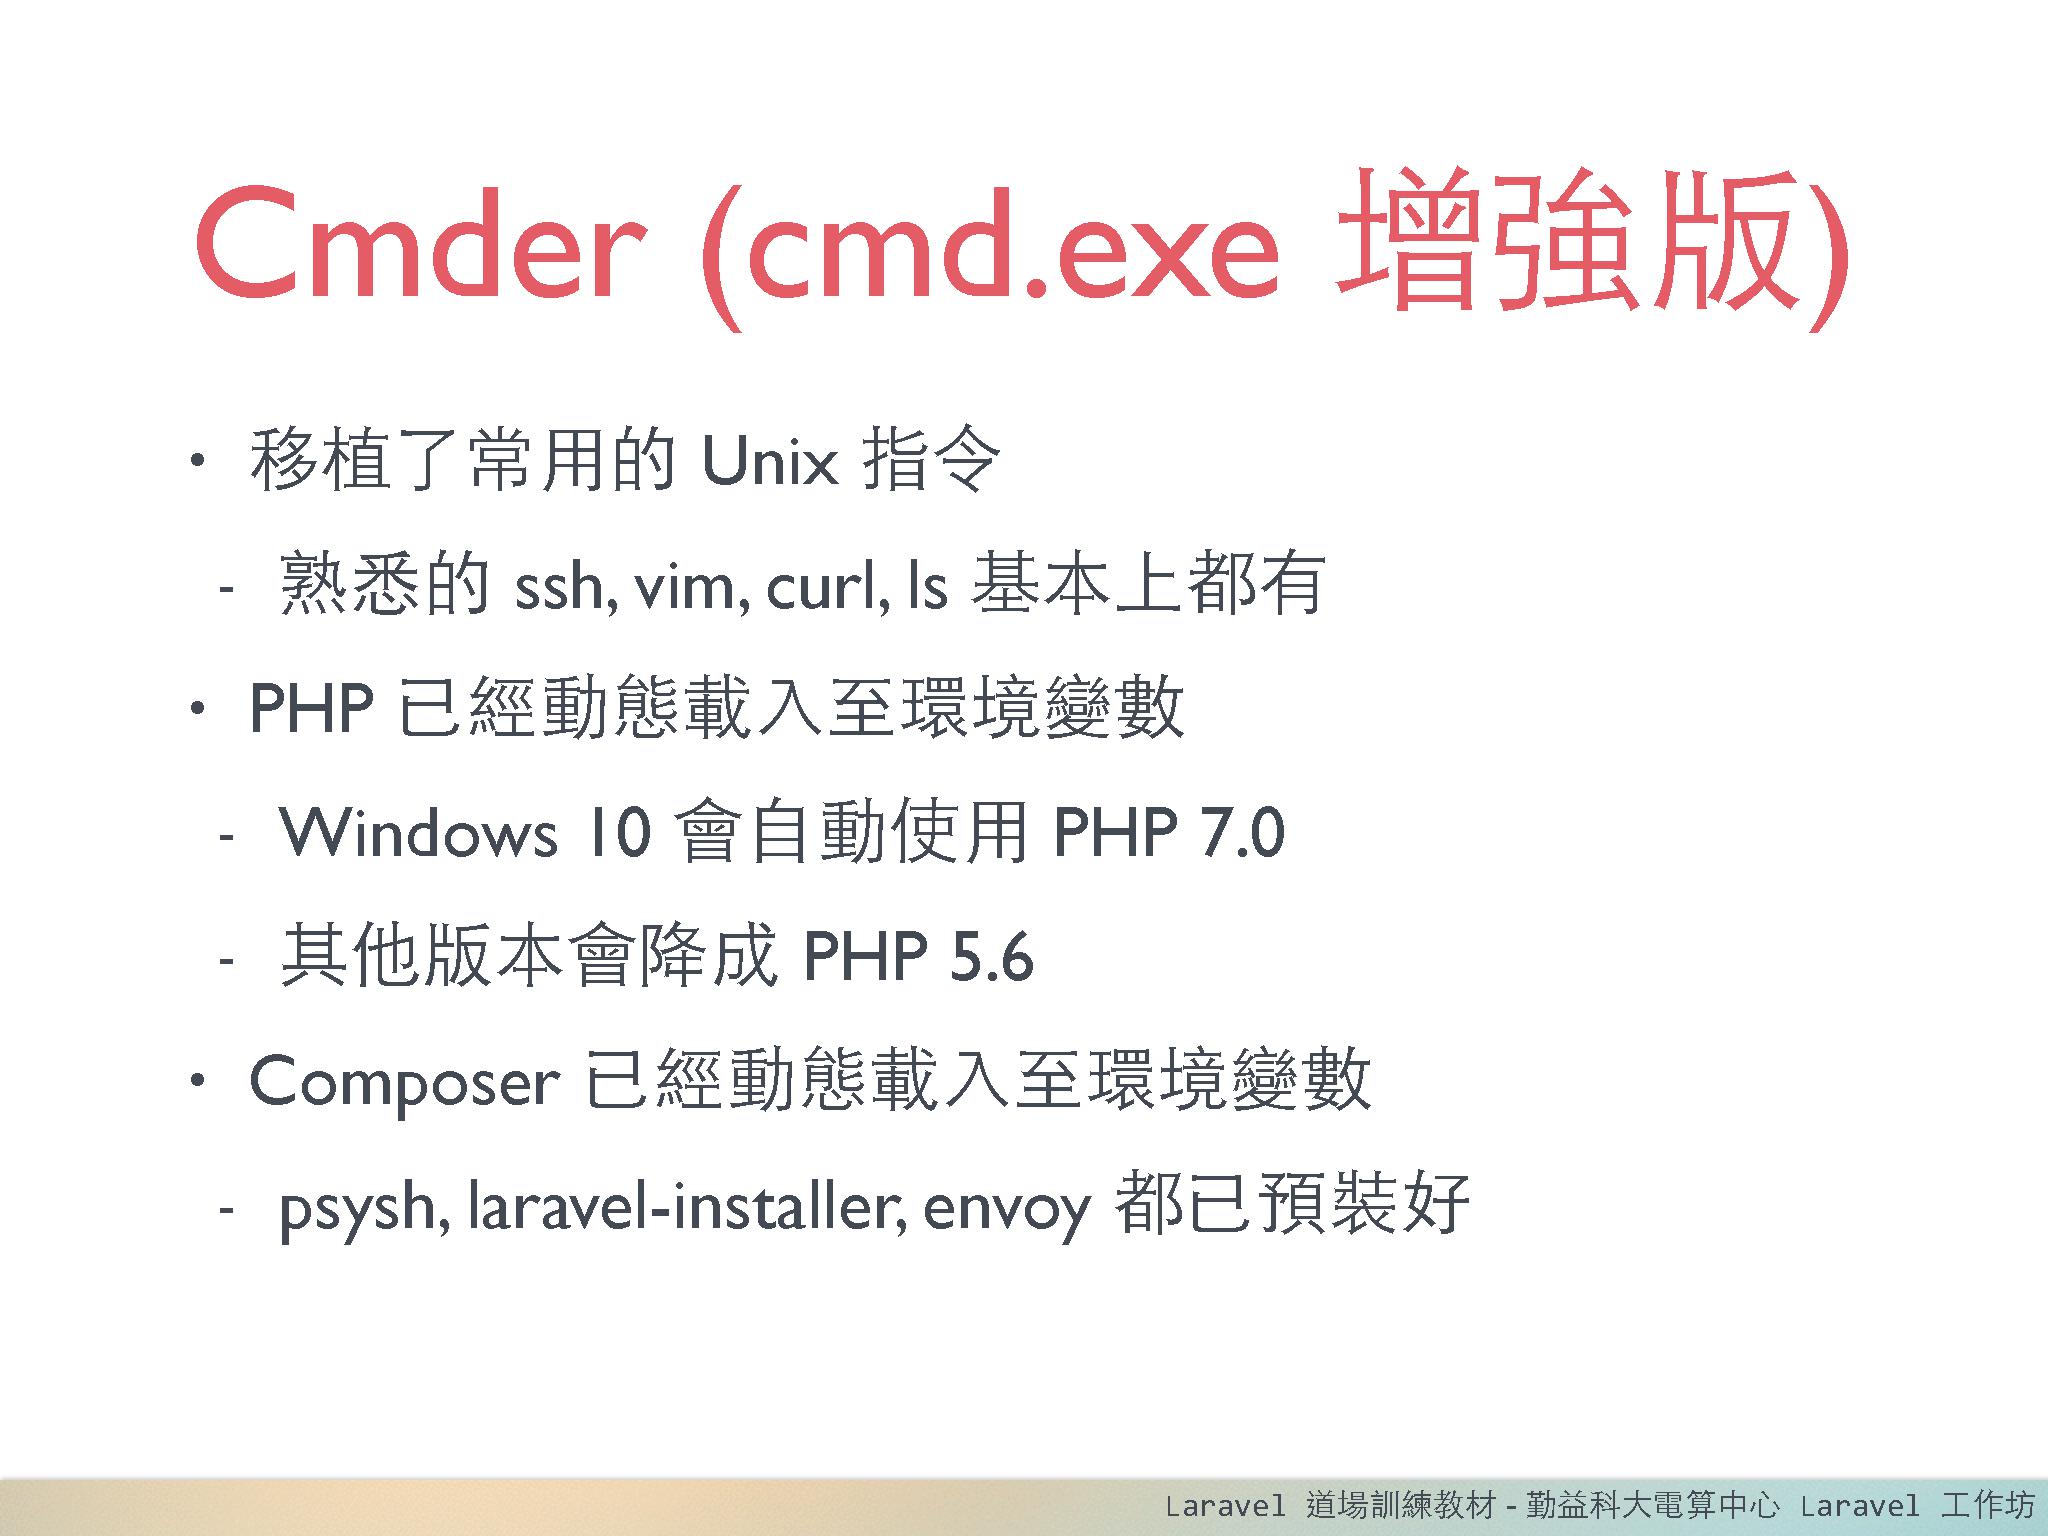 Cmder (cmd.exe 增強版)
• 移植了常用的 Unix 指令
- 熟悉的 ssh, vim, curl, ls 基本上都有
• PHP 已經動態載入至環境變數
- Windows 10 會自動使用 PHP 7.0
- 其他版本會降成 PHP 5.6
• Composer 已經動態載入至環境變數
- psysh, laravel-installer, envoy 都已預裝好
Laravel 道場訓練教材 - 勤益科大電算中心 Laravel 工作坊